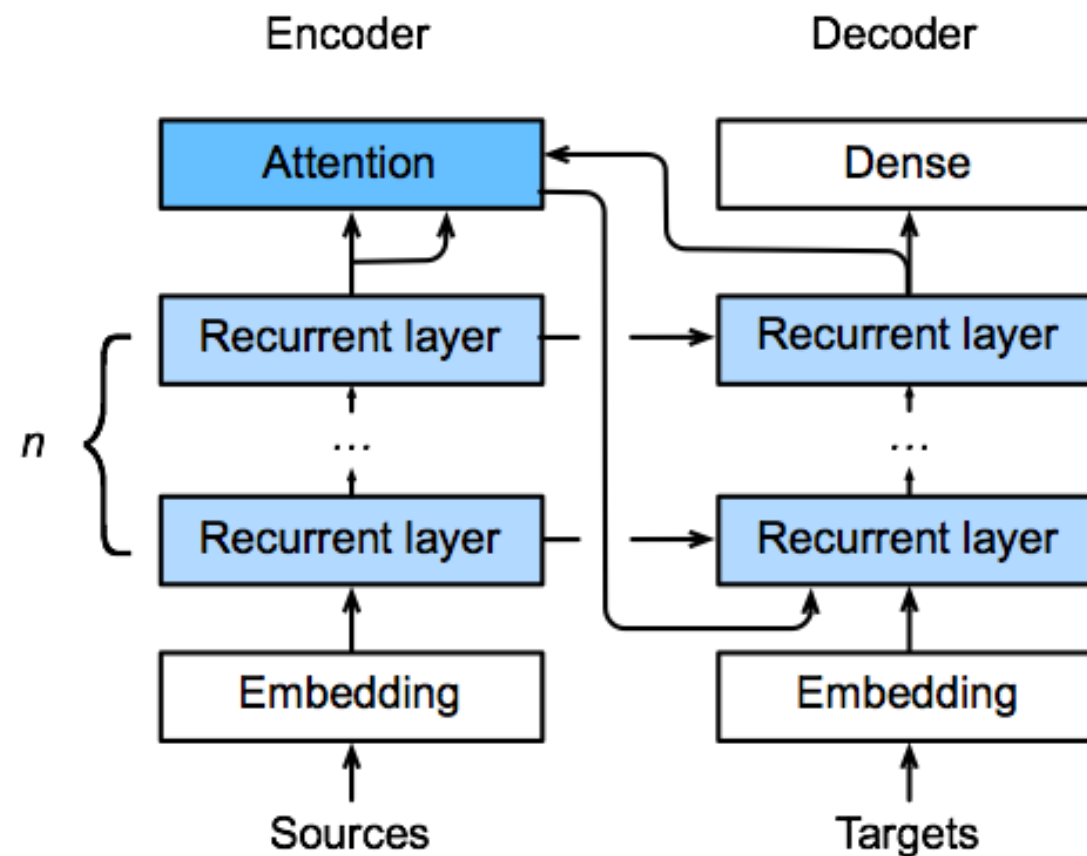 Encoder
Decoder
Attention
Dense
Recurrent layer
Recurrent layer
n
...
...
Recurrent layer
Recurrent layer
Embedding
Embedding
Sources
Targets